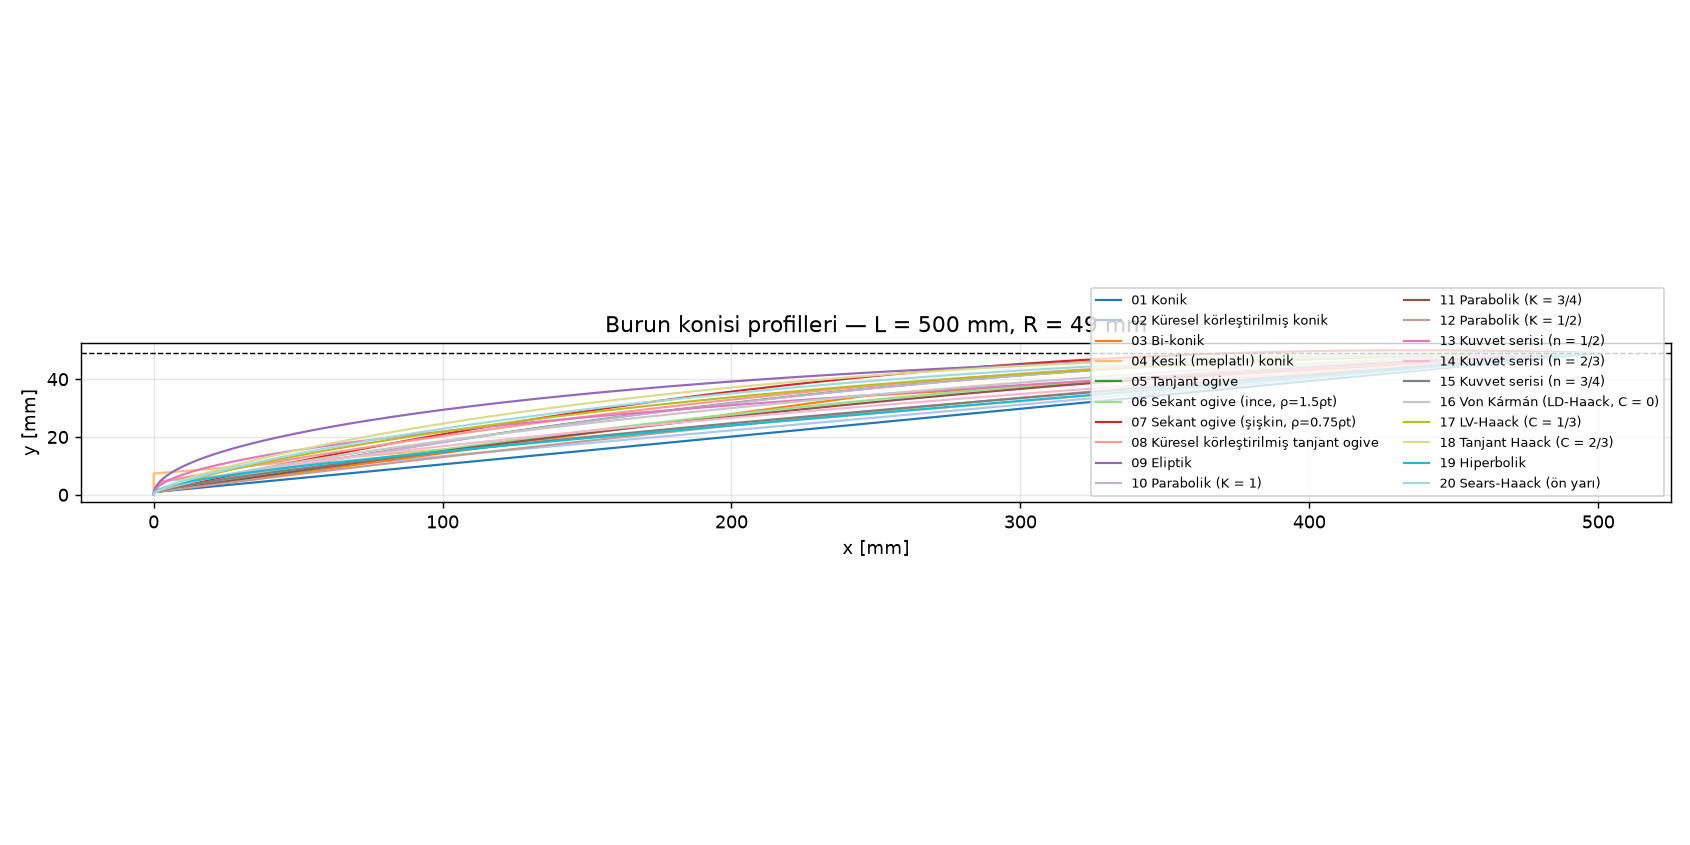 Burun konisi profilleri — L = 500 mm, R = 49 mm
01 Konik
02 Küresel körleştirilmiş konik
03 Bi-konik
04 Kesik (meplatlı) konik
05 Tanjant ogive
06 Sekant ogive (ince, ρ=1.5ρt)
07 Sekant ogive (şişkin, ρ=0.75ρt)
08 Küresel körleştirilmiş tanjant ogive
09 Eliptik
10 Parabolik (K = 1)
11 Parabolik (K = 3/4)
12 Parabolik (K = 1/2)
13 Kuvvet serisi (n = 1/2)
14 Kuvvet serisi (n = 2/3)
15 Kuvvet serisi (n = 3/4)
16 Von Kármán (LD-Haack, C = 0)
17 LV-Haack (C = 1/3)
18 Tanjant Haack (C = 2/3)
19 Hiperbolik
20 Sears-Haack (ön yarı)
y [mm]
40
20
0
0
100
200
300
400
500
x [mm]